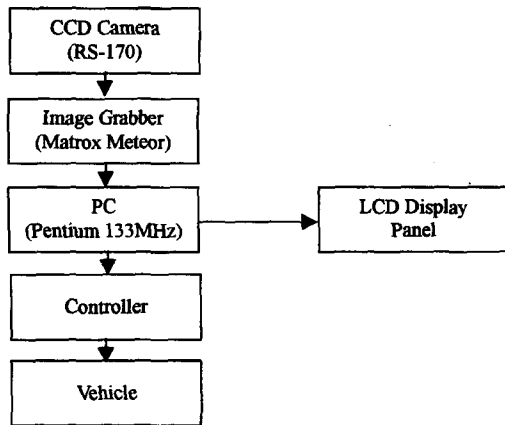 CCD Camera
(RS-170)
Image Grabber
(Matrox Meteor)
PC
(Pentium 133MHz)
LCD Display
Panel
Controller
Vehicle